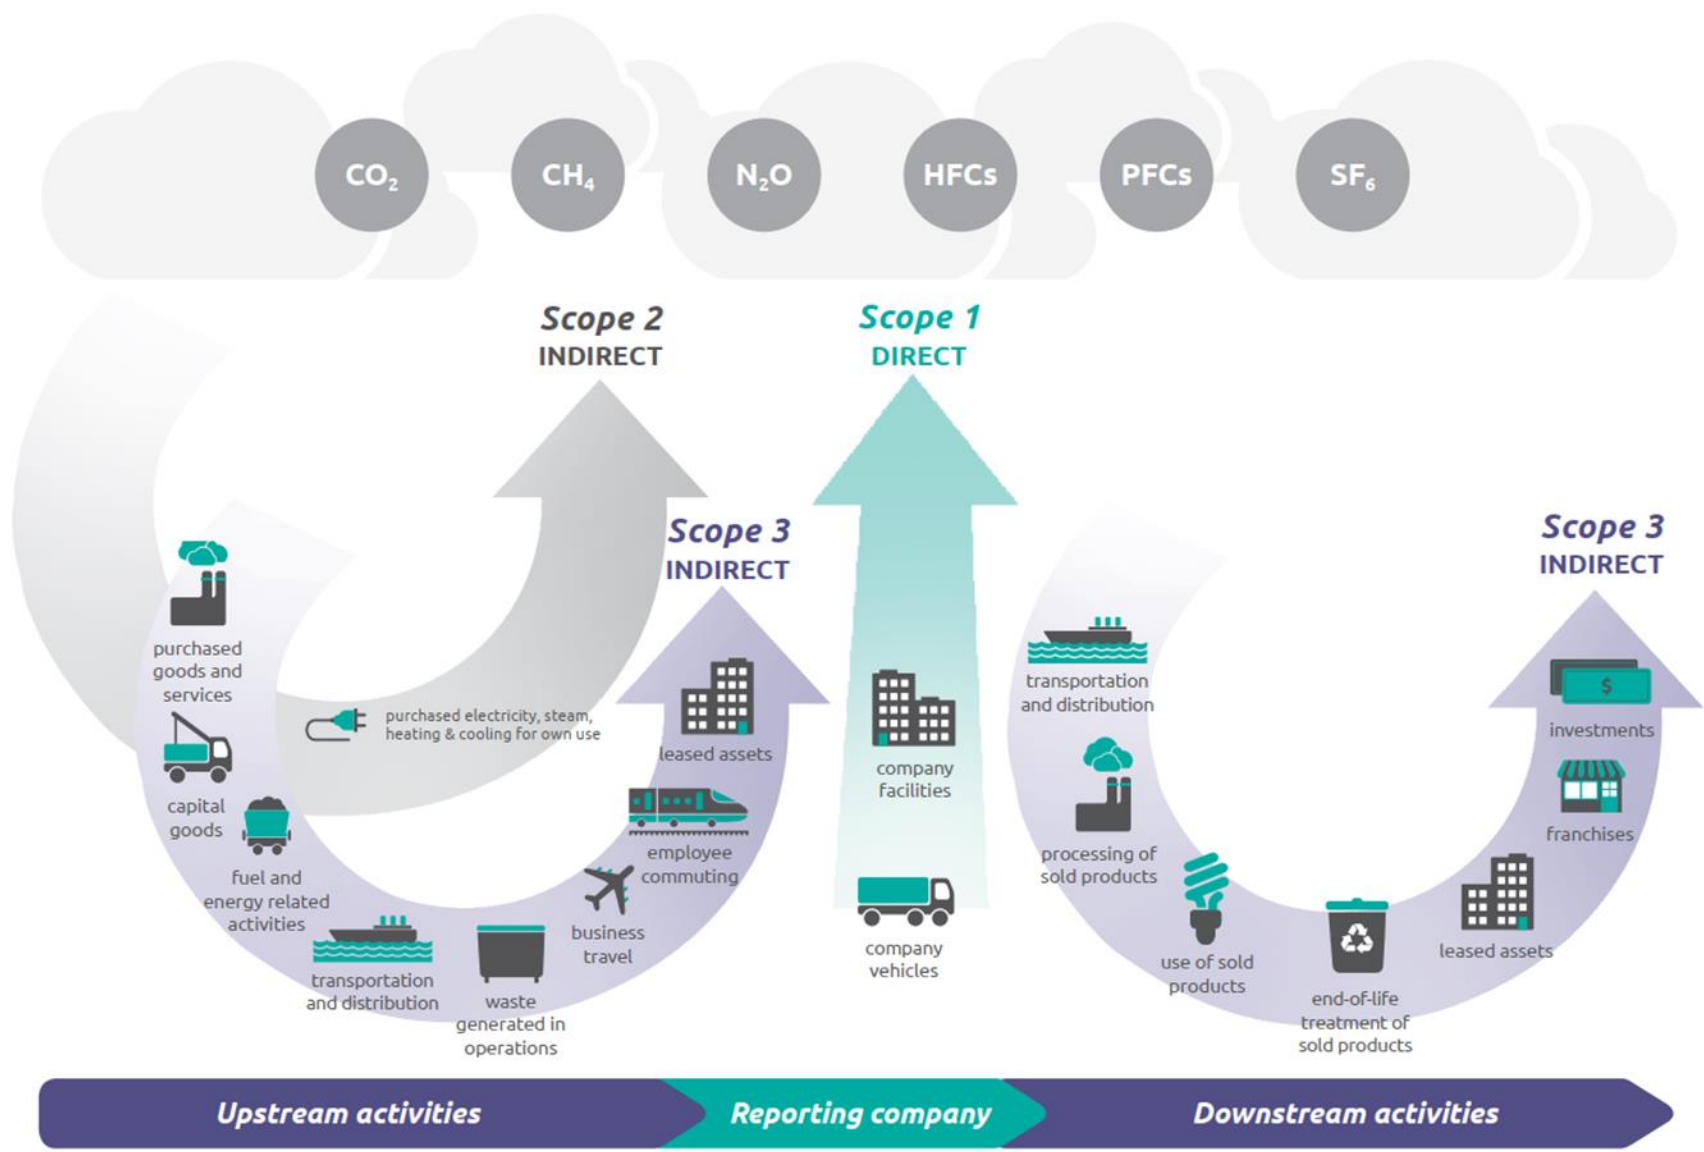 CO₂
CH₄
N₂O
HFCs
PFCs
SF₆
Scope 2
INDIRECT
Scope 1
DIRECT
Scope 3
INDIRECT
Scope 3
INDIRECT
purchased
goods and
services
capital
goods
fuel and
energy related
activities
transportation
and distribution
waste
generated in
operations
business
travel
employee
commuting
leased assets
purchased electricity, steam,
heating & cooling for own use
company
facilities
company
vehicles
transportation
and distribution
processing of
sold products
use of sold
products
end-of-life
treatment of
sold products
leased assets
franchises
$
investments
Upstream activities
Reporting company
Downstream activities